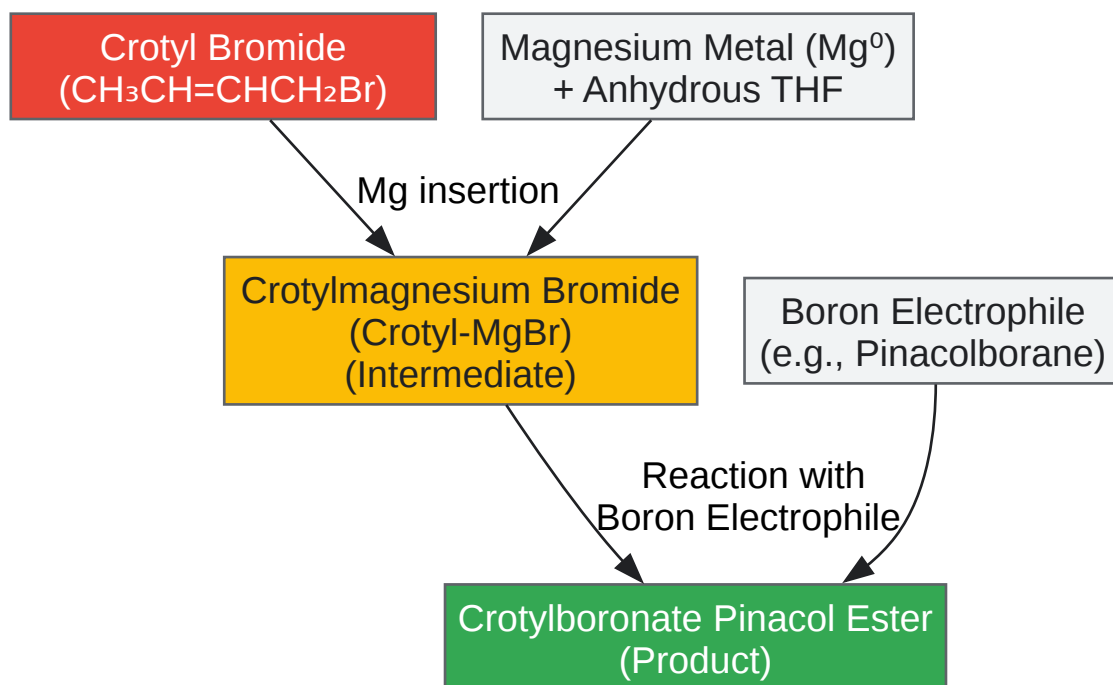 Crotyl Bromide
(CH₃CH=CHCH₂Br)
Magnesium Metal (Mg⁰)
+ Anhydrous THF
Mg insertion
Crotylmagnesium Bromide
(Crotyl-MgBr)
(Intermediate)
Boron Electrophile
(e.g., Pinacolborane)
Reaction with
Boron Electrophile
Crotylboronate Pinacol Ester
(Product)